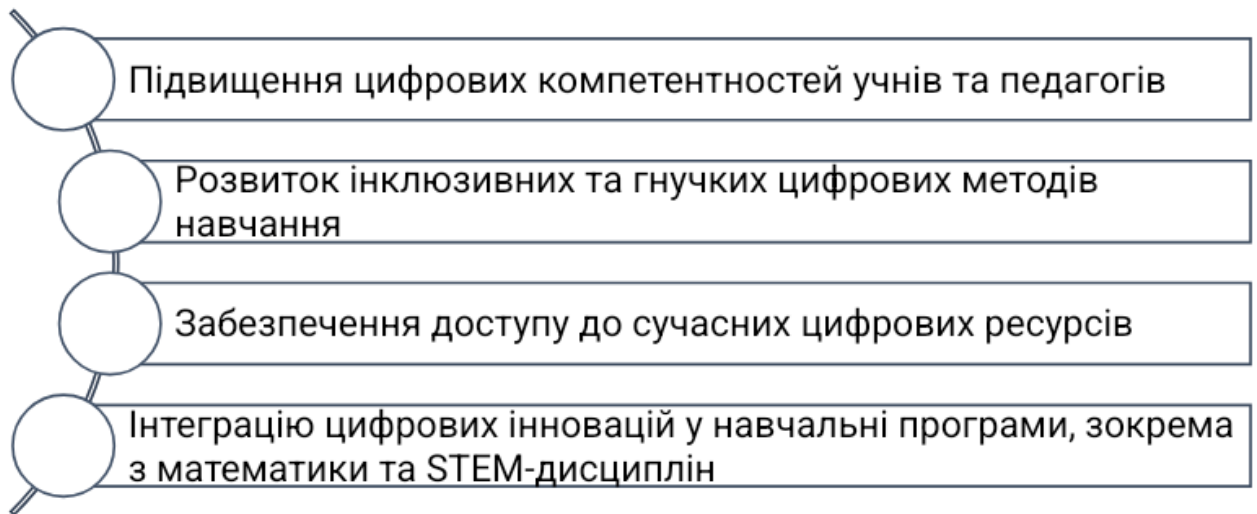 Підвищення цифрових компетентностей учнів та педагогів
Розвиток інклюзивних та гнучких цифрових методів
навчання
Забезпечення доступу до сучасних цифрових ресурсів
Інтеграцію цифрових інновацій у навчальні програми, зокрема
з математики та STEM-дисциплін